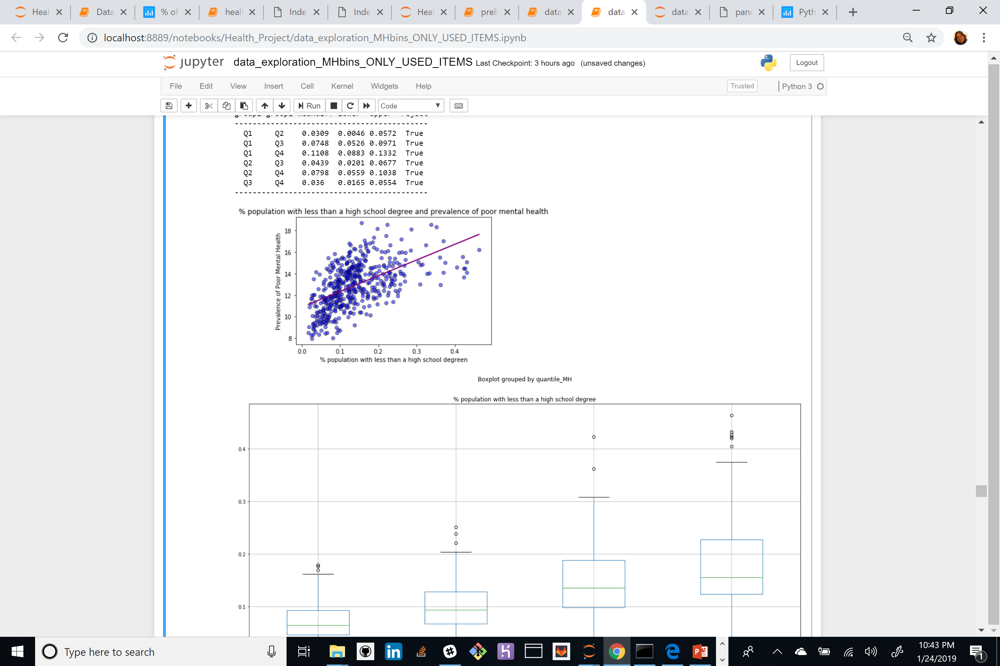 Heal
Data
% of
healt
Inde
Inde
Heal
preli
data
data
data
pand
Pyth
localhost:8889/notebooks/Health_Project/data_exploration_MHbins_ONLY_USED_ITEMS.ipynb
jupyter data_exploration_MHbins_ONLY_USED_ITEMS Last Checkpoint: 3 hours ago (unsaved changes)
Logout
File Edit View Insert Cell Kernel Widgets Help
Trusted
Python 3
Run
Code
---------------------------------------------
Q1 Q2 0.0309 0.0046 0.0572 True
Q1 Q3 0.0748 0.0526 0.0971 True
Q1 Q4 0.1108 0.0883 0.1332 True
Q2 Q3 0.0439 0.0201 0.0677 True
Q2 Q4 0.0798 0.0559 0.1038 True
Q3 Q4 0.036 0.0165 0.0554 True
---------------------------------------------
% population with less than a high school degree and prevalence of poor mental health
Prevalence of Poor Mental Health
18
16
14
12
10
8
0.0 0.1 0.2 0.3 0.4
% population with less than a high school degreen
Boxplot grouped by quantile_MH
% population with less than a high school degree
0.4
0.3
0.2
0.1
Type here to search
in
10:43 PM
1/24/2019
1